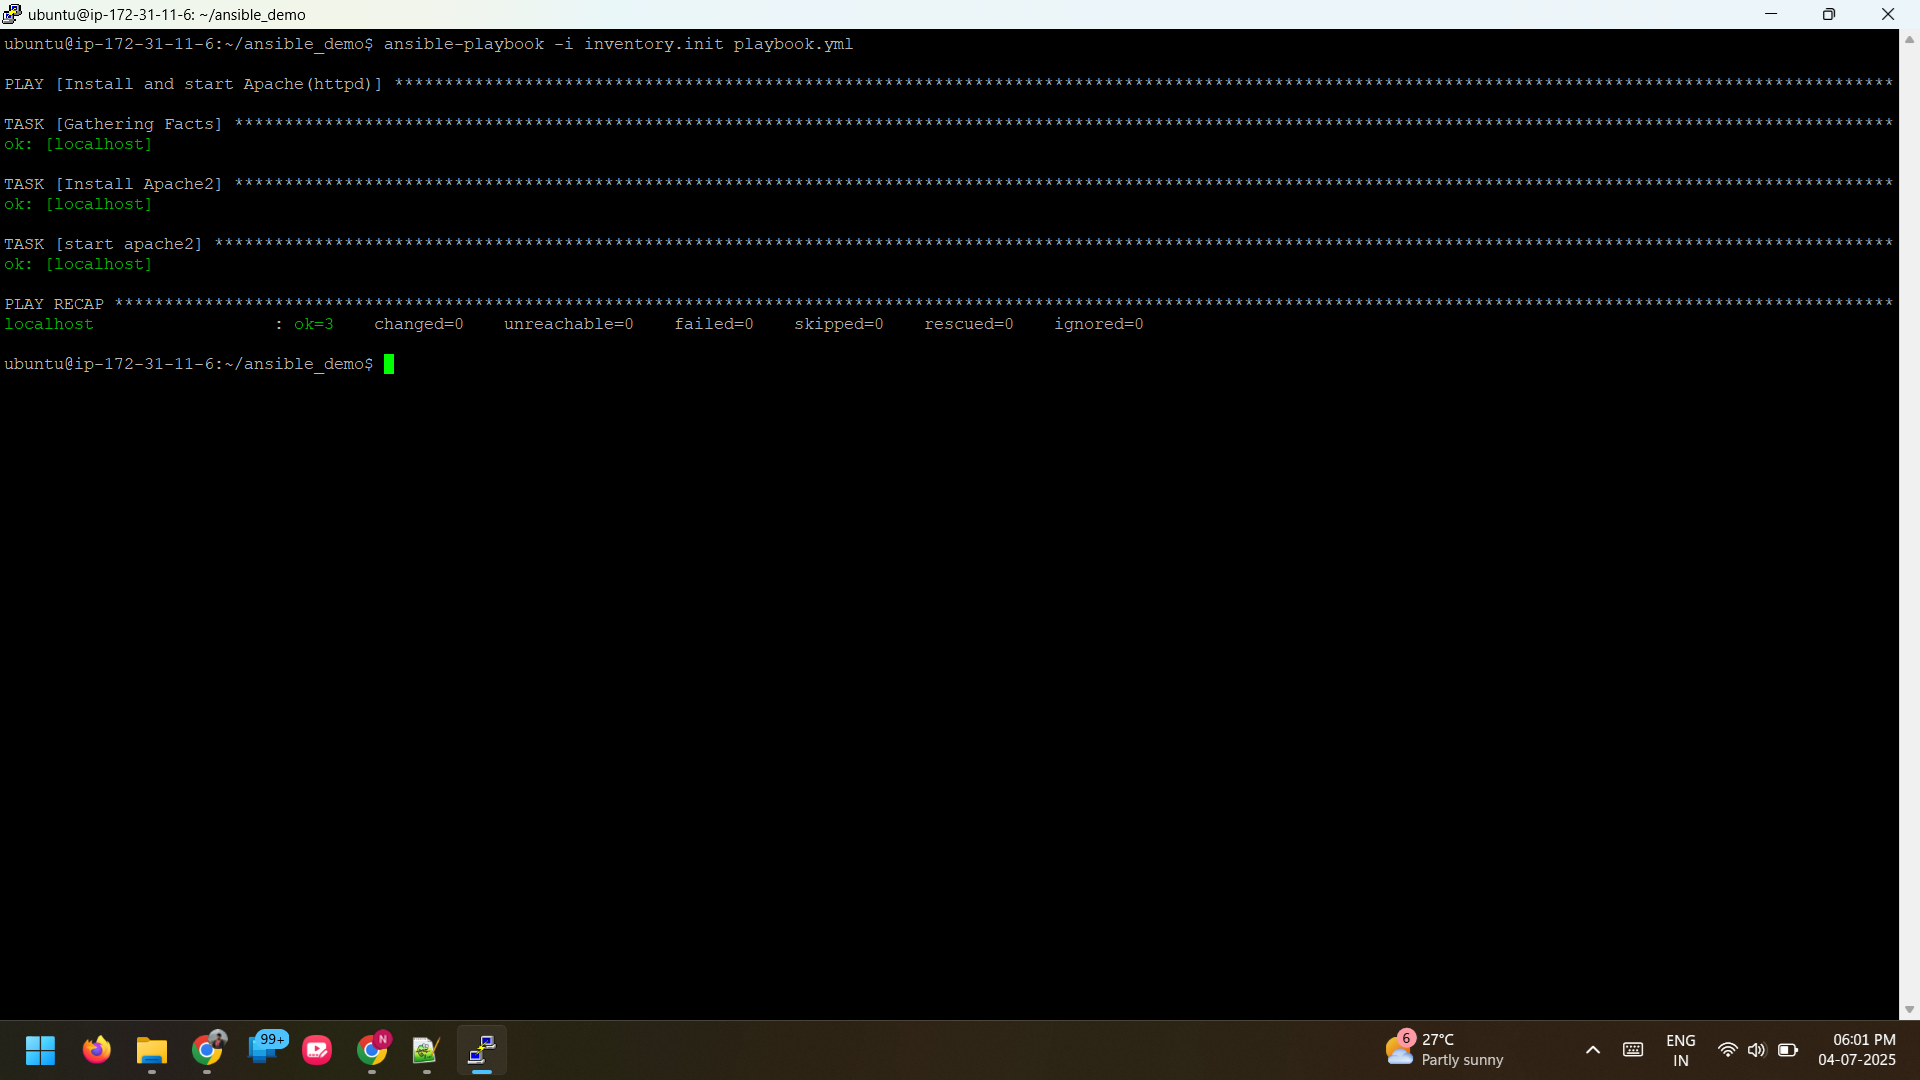 ubuntu@ip-172-31-11-6: ~/ansible_demo
ubuntu@ip-172-31-11-6:~/ansible_demo$ ansible-playbook -i inventory.init playbook.yml
PLAY [Install and start Apache(httpd)] ******************************************************************************************************************************************************
TASK [Gathering Facts] **********************************************************************************************************************************************************************
ok: [localhost]
TASK [Install Apache2] **********************************************************************************************************************************************************************
ok: [localhost]
TASK [start apache2] ************************************************************************************************************************************************************************
ok: [localhost]
PLAY RECAP **********************************************************************************************************************************************************************************
localhost                  : ok=3    changed=0    unreachable=0    failed=0    skipped=0    rescued=0    ignored=0
ubuntu@ip-172-31-11-6:~/ansible_demo$
99+
N
6
27°C
Partly sunny
ENG
IN
06:01 PM
04-07-2025